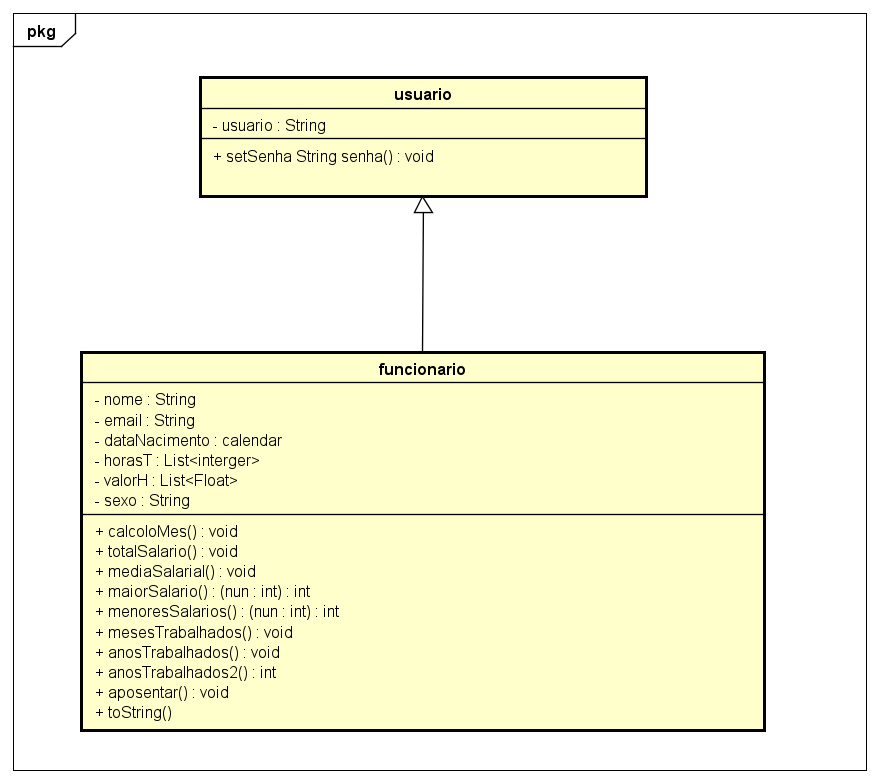 pkg
usuario
- usuario : String
+ setSenha String senha() : void
funcionario
- nome : String
- email : String
- dataNacimento : calendar
- horasT : List<interger>
- valorH : List<Float>
- sexo : String
+ calcoloMes() : void
+ totalSalario() : void
+ mediaSalarial() : void
+ maiorSalario() : (nun : int) : int
+ menoresSalarios() : (nun : int) : int
+ mesesTrabalhados() : void
+ anosTrabalhados() : void
+ anosTrabalhados2() : int
+ aposentar() : void
+ toString()